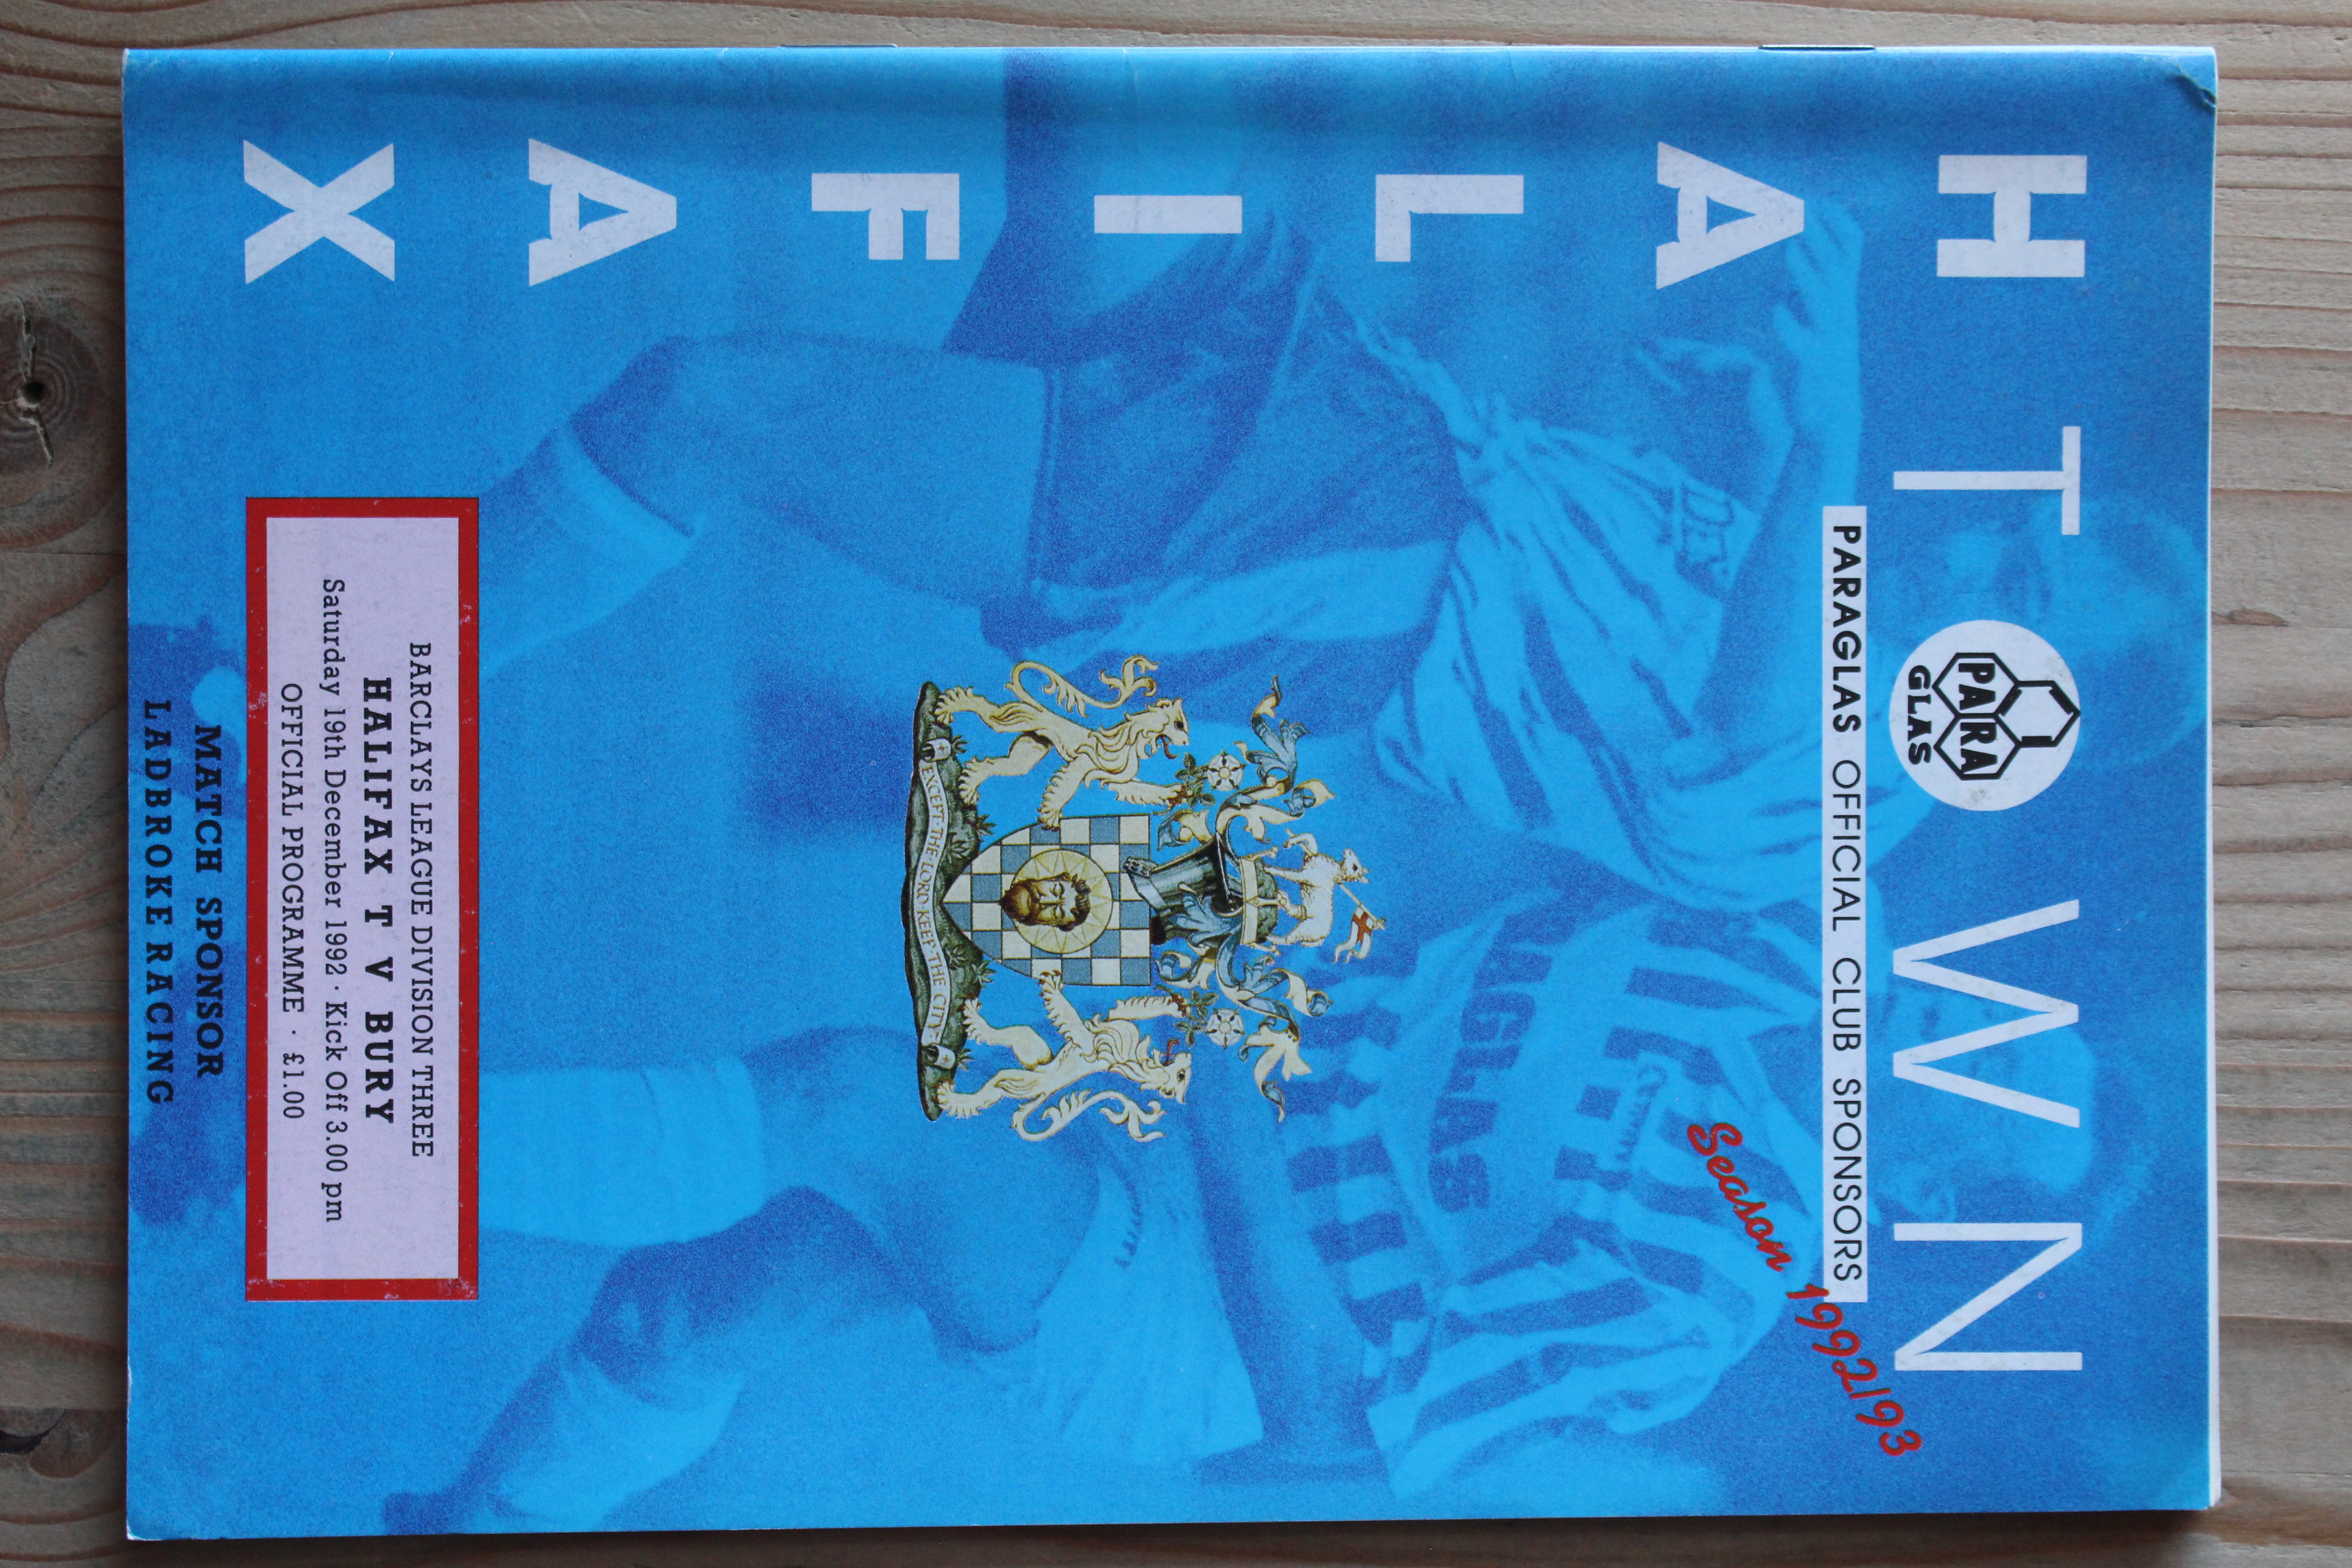 HALIFAX
TOWN
PARA
GLAS
PARAGLAS OFFICIAL CLUB SPONSORS
Season 1992/93
EXCEPT THE LORD KEEP THE CITY
BARCLAYS LEAGUE DIVISION THREE
HALIFAX T V BURY
Saturday 19th December 1992 · Kick Off 3.00 pm
OFFICIAL PROGRAMME · £1.00
MATCH SPONSOR
LADBROKE RACING